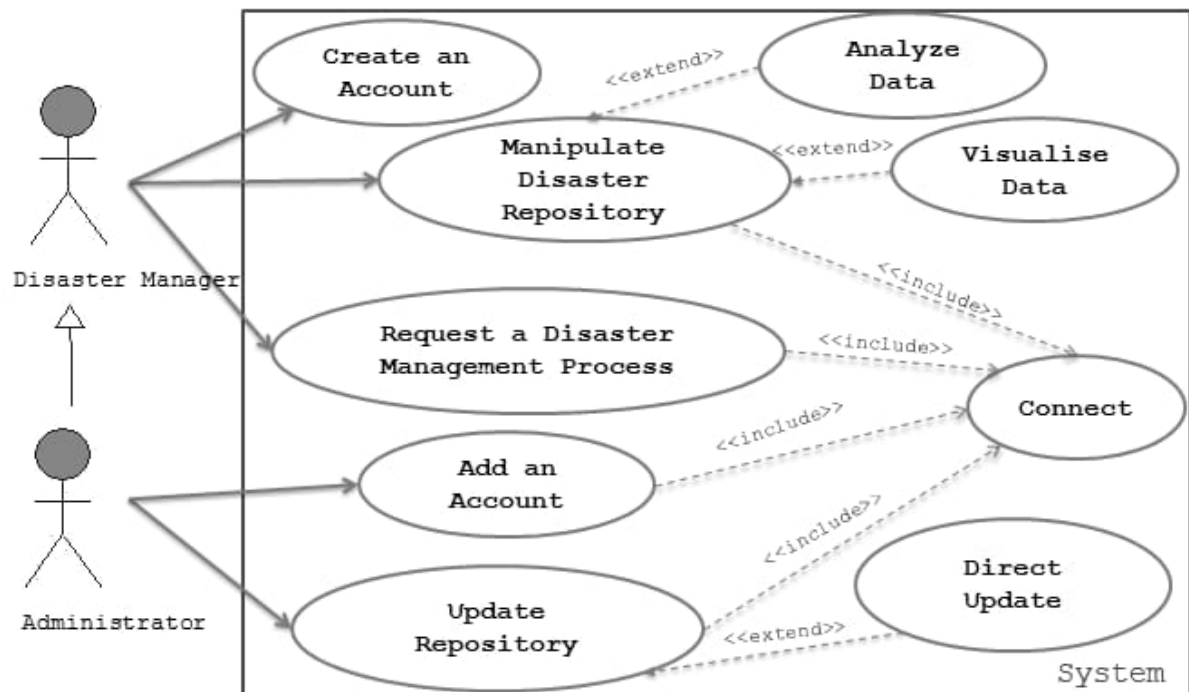 Create an
Account
<<extend>>
Analyze
Data
Manipulate
Disaster
Repository
<<extend>>
Visualise
Data
Disaster Manager
<<include>>
Request a Disaster
Management Process
<<include>>
Connect
<<include>>
Add an
Account
<<include>>
Administrator
Update
Repository
<<extend>>
Direct
Update
System